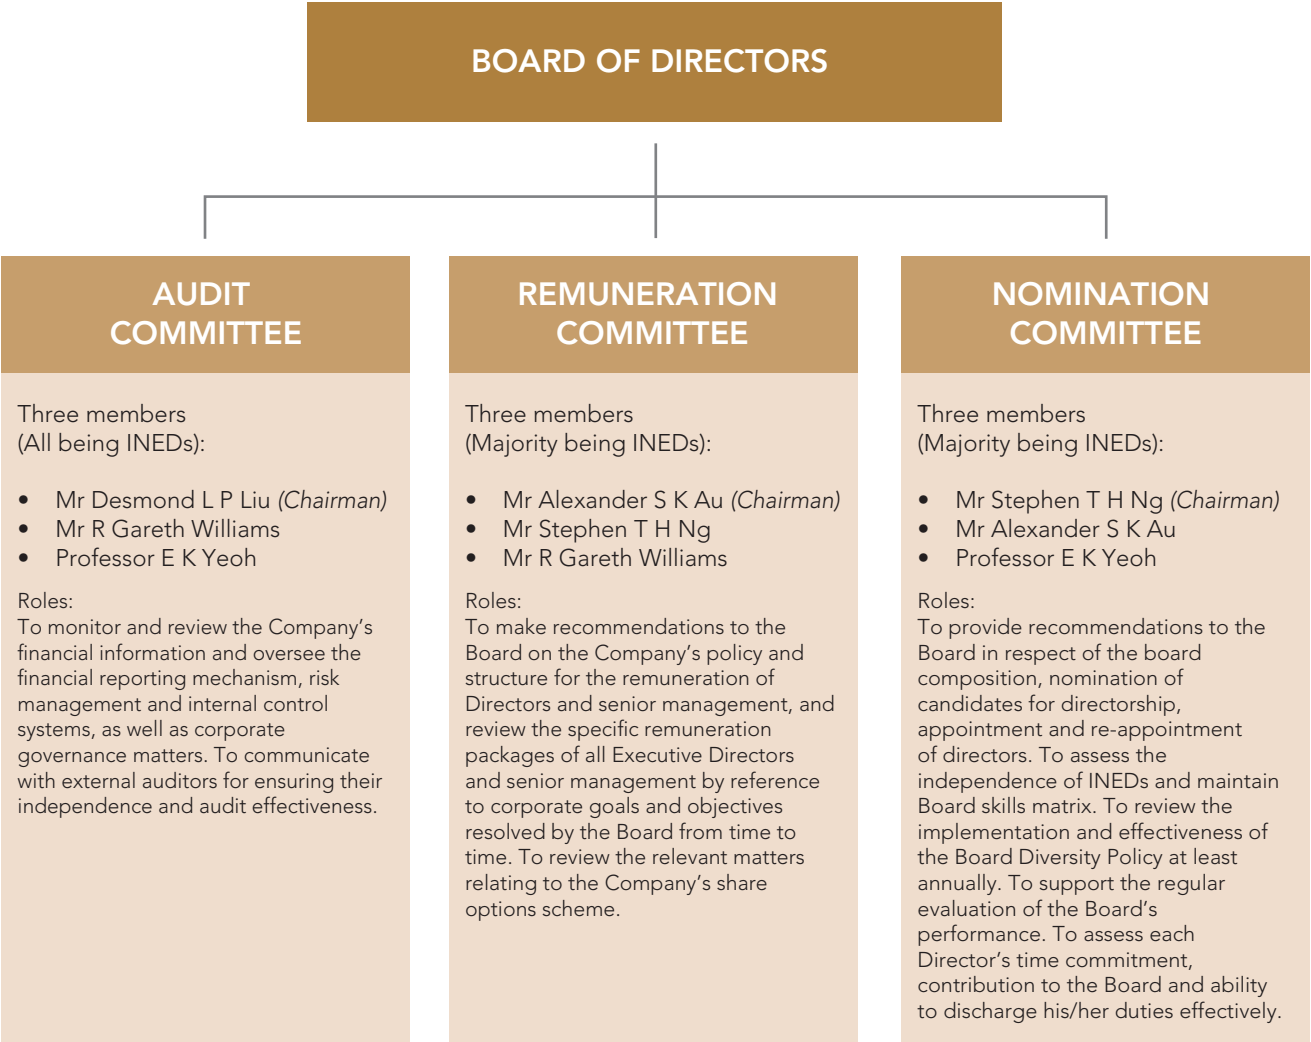 BOARD OF DIRECTORS
AUDIT
COMMITTEE
Three members
(All being INEDs):
• Mr Desmond L P Liu (Chairman)
• Mr R Gareth Williams
• Professor E K Yeoh
Roles:
To monitor and review the Company’s
financial information and oversee the
financial reporting mechanism, risk
management and internal control
systems, as well as corporate
governance matters. To communicate
with external auditors for ensuring their
independence and audit effectiveness.
REMUNERATION
COMMITTEE
Three members
(Majority being INEDs):
• Mr Alexander S K Au (Chairman)
• Mr Stephen T H Ng
• Mr R Gareth Williams
Roles:
To make recommendations to the
Board on the Company’s policy and
structure for the remuneration of
Directors and senior management, and
review the specific remuneration
packages of all Executive Directors
and senior management by reference
to corporate goals and objectives
resolved by the Board from time to
time. To review the relevant matters
relating to the Company’s share
options scheme.
NOMINATION
COMMITTEE
Three members
(Majority being INEDs):
• Mr Stephen T H Ng (Chairman)
• Mr Alexander S K Au
• Professor E K Yeoh
Roles:
To provide recommendations to the
Board in respect of the board
composition, nomination of
candidates for directorship,
appointment and re-appointment
of directors. To assess the
independence of INEDs and maintain
Board skills matrix. To review the
implementation and effectiveness of
the Board Diversity Policy at least
annually. To support the regular
evaluation of the Board’s
performance. To assess each
Director’s time commitment,
contribution to the Board and ability
to discharge his/her duties effectively.